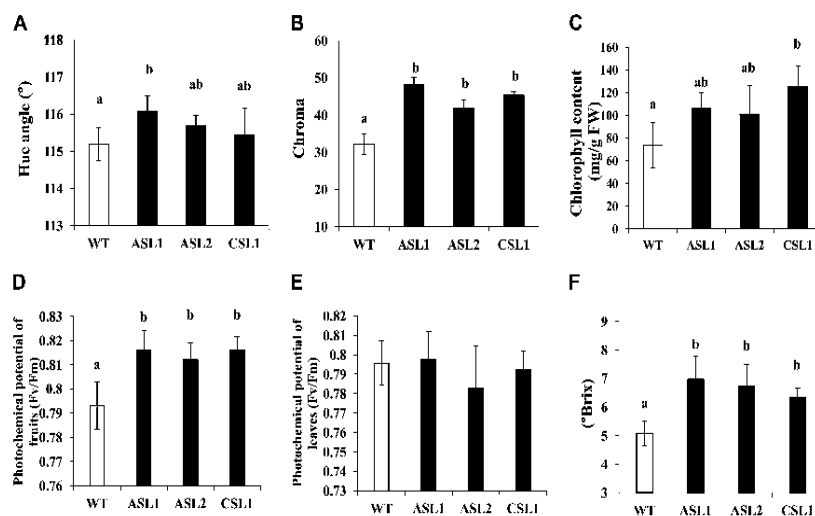 A
Huc angle (°)
118
117
116
115
114
113
a
b
ab
ab
WT
ASL1
ASL2
CSL1
B
Chroma
60
50
40
30
20
10
a
b
b
b
WT
ASL1
ASL2
CSL1
C
Chlorophyll content
(mg/g FW)
160
140
120
100
80
60
40
20
0
a
ab
ab
b
WT
ASL1
ASL2
CSL1
D
Photochemical potential of
fruits (Fv/Fm)
0.83
0.82
0.81
0.8
0.79
0.78
0.77
0.76
a
b
b
b
WT
ASL1
ASL2
CSL1
E
Photochemical potential of
leaves (Fv/Fm)
0.82
0.81
0.8
0.79
0.78
0.77
0.76
0.75
0.74
0.73
WT
ASL1
ASL2
CSL1
F
(°Brix)
9
8
7
6
5
4
3
a
b
b
b
WT
ASL1
ASL2
CSL1